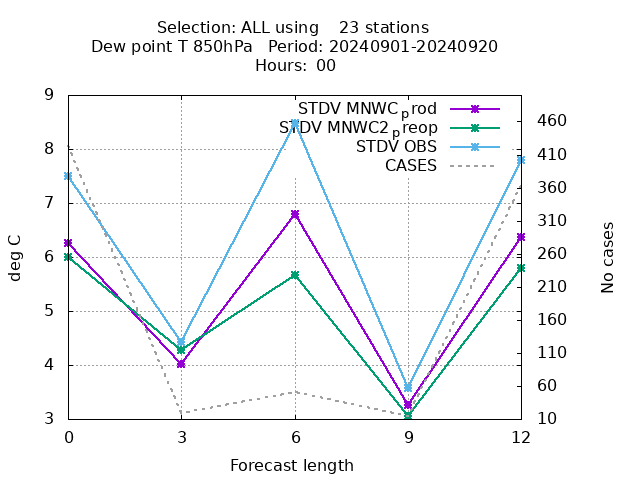 Selection: ALL using 23 stations
Dew point T 850hPa Period: 20240901-20240920
Hours: 00
STDV MNWC_prod
STDV MNWC2_preop
STDV OBS
CASES
9
8
7
6
5
4
3
deg C
460
410
360
310
260
210
160
110
60
10
No cases
0 3 6 9 12
Forecast length